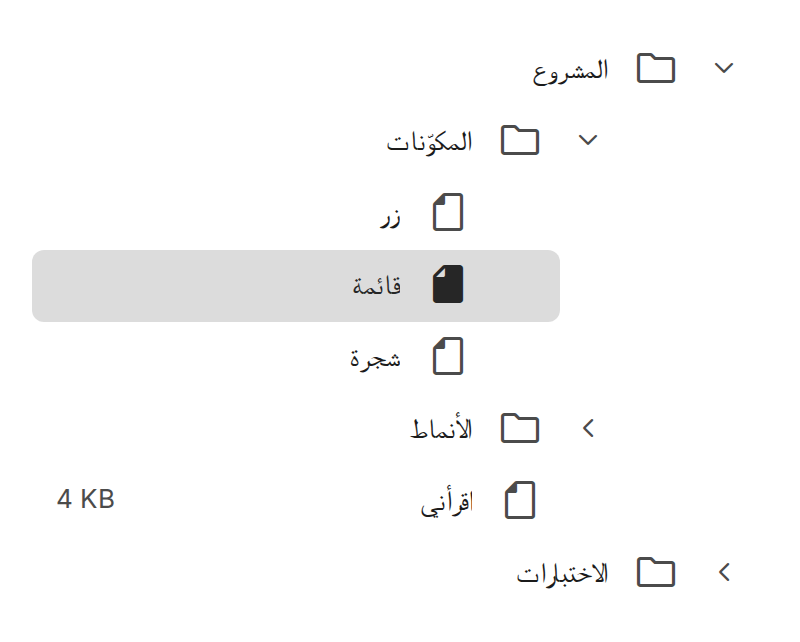 المشروع
المكوّنات
زر
قائمة
شجرة
الأنماط
اقرأني 4 KB
الاختبارات